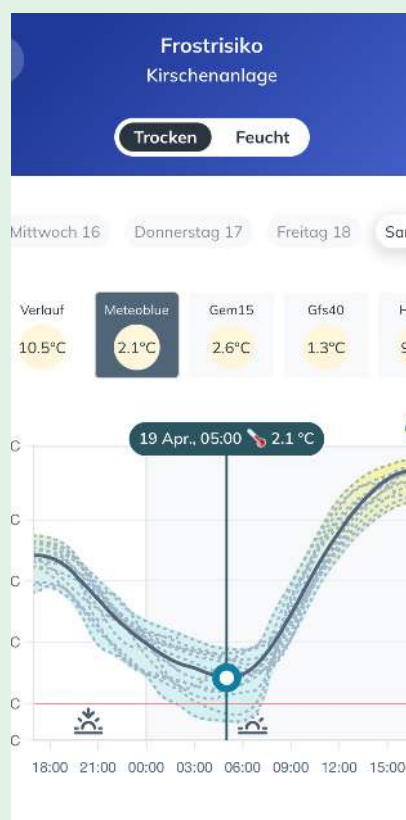 Frostrisiko
Kirschenanlage
Trocken Feucht
Mittwoch 16 Donnerstag 17 Freitag 18
Verlauf Meteoblue Gem15 Gfs40 H
10.5°C 2.1°C 2.6°C 1.3°C 9
19 Apr., 05:00 2.1 °C
C
C
C
C
C
C
18:00 21:00 00:00 03:00 06:00 09:00 12:00 15:00